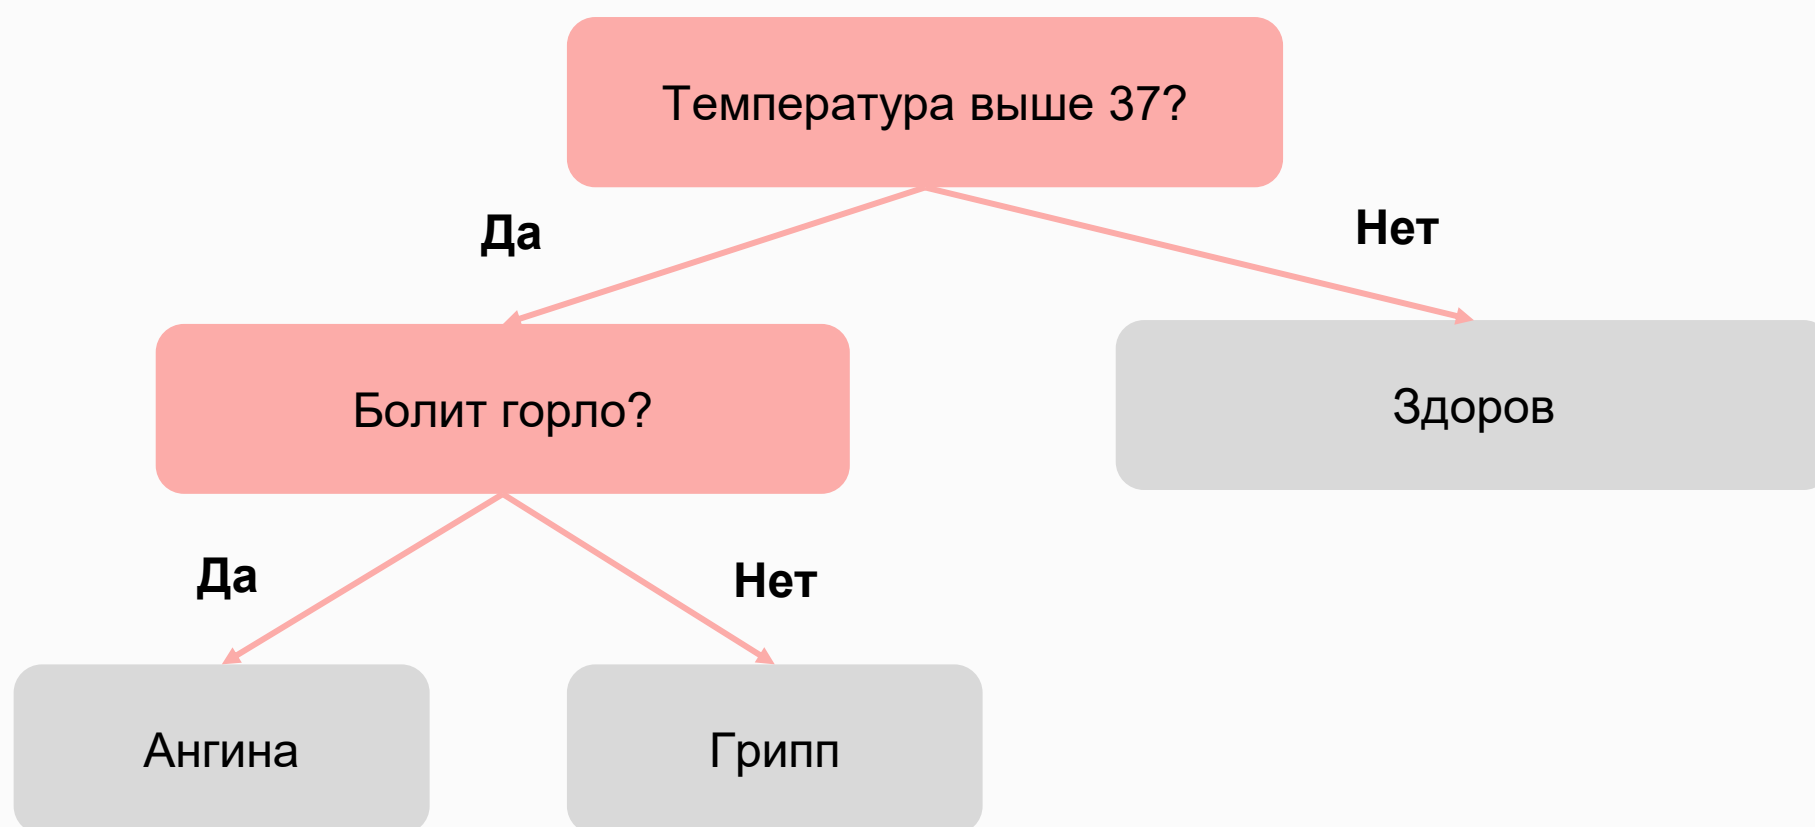 Температура выше 37?
Да
Нет
Болит горло?
Здоров
Да
Нет
Ангина
Грипп